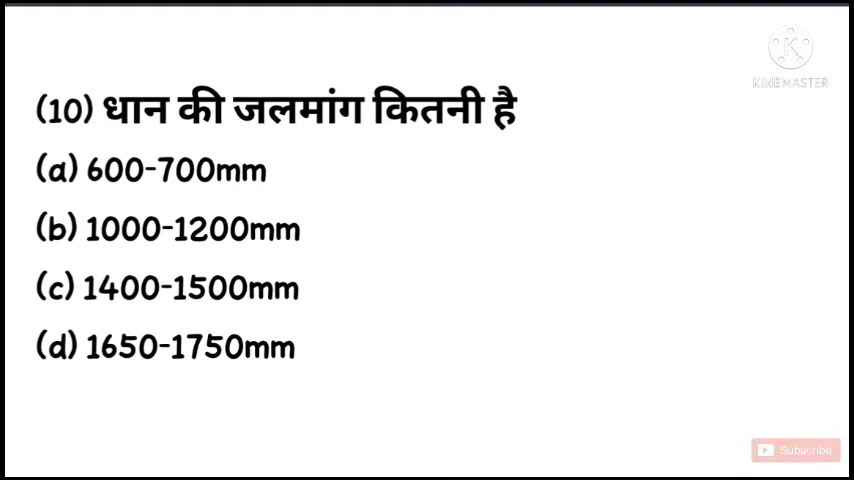 KINEMASTER
(10) धान की जलमांग कितनी है
(a) 600-700mm
(b) 1000-1200mm
(c) 1400-1500mm
(d) 1650-1750mm
Subscribe